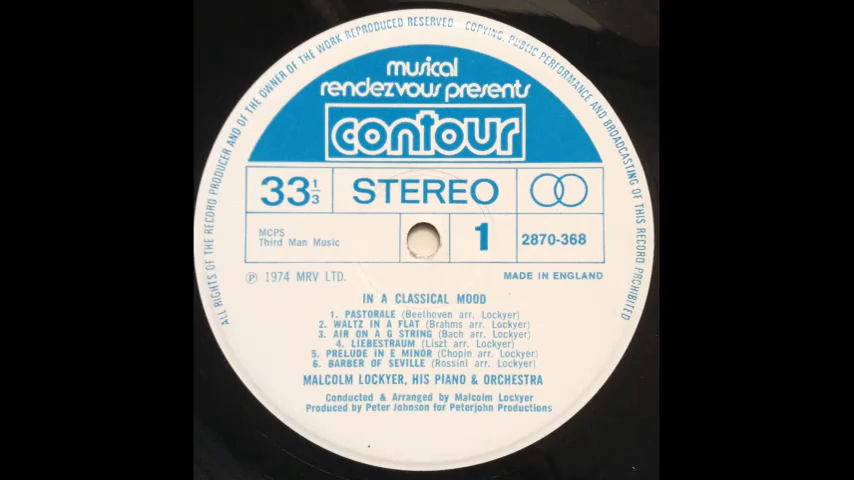 ALL RIGHTS OF THE RECORD PRODUCER AND OF THE OWNER OF THE WORK REPRODUCED RESERVED COPYING, PUBLIC PERFORMANCE AND BROADCASTING OF THIS RECORD PROHIBITED
musical
rendezvous presents
contour
33 1/3 STEREO
MCPS
Third Man Music
1 2870-368
℗ 1974 MRV LTD. MADE IN ENGLAND
IN A CLASSICAL MOOD
1. PASTORALE (Beethoven arr. Lockyer)
2. WALTZ IN A FLAT (Brahms arr. Lockyer)
3. AIR ON A G STRING (Bach arr. Lockyer)
4. LIEBESTRAUM (Liszt arr. Lockyer)
5. PRELUDE IN E MINOR (Chopin arr. Lockyer)
6. BARBER OF SEVILLE (Rossini arr. Lockyer)
MALCOLM LOCKYER, HIS PIANO & ORCHESTRA
Conducted & Arranged by Malcolm Lockyer
Produced by Peter Johnson for Peterjohn Productions